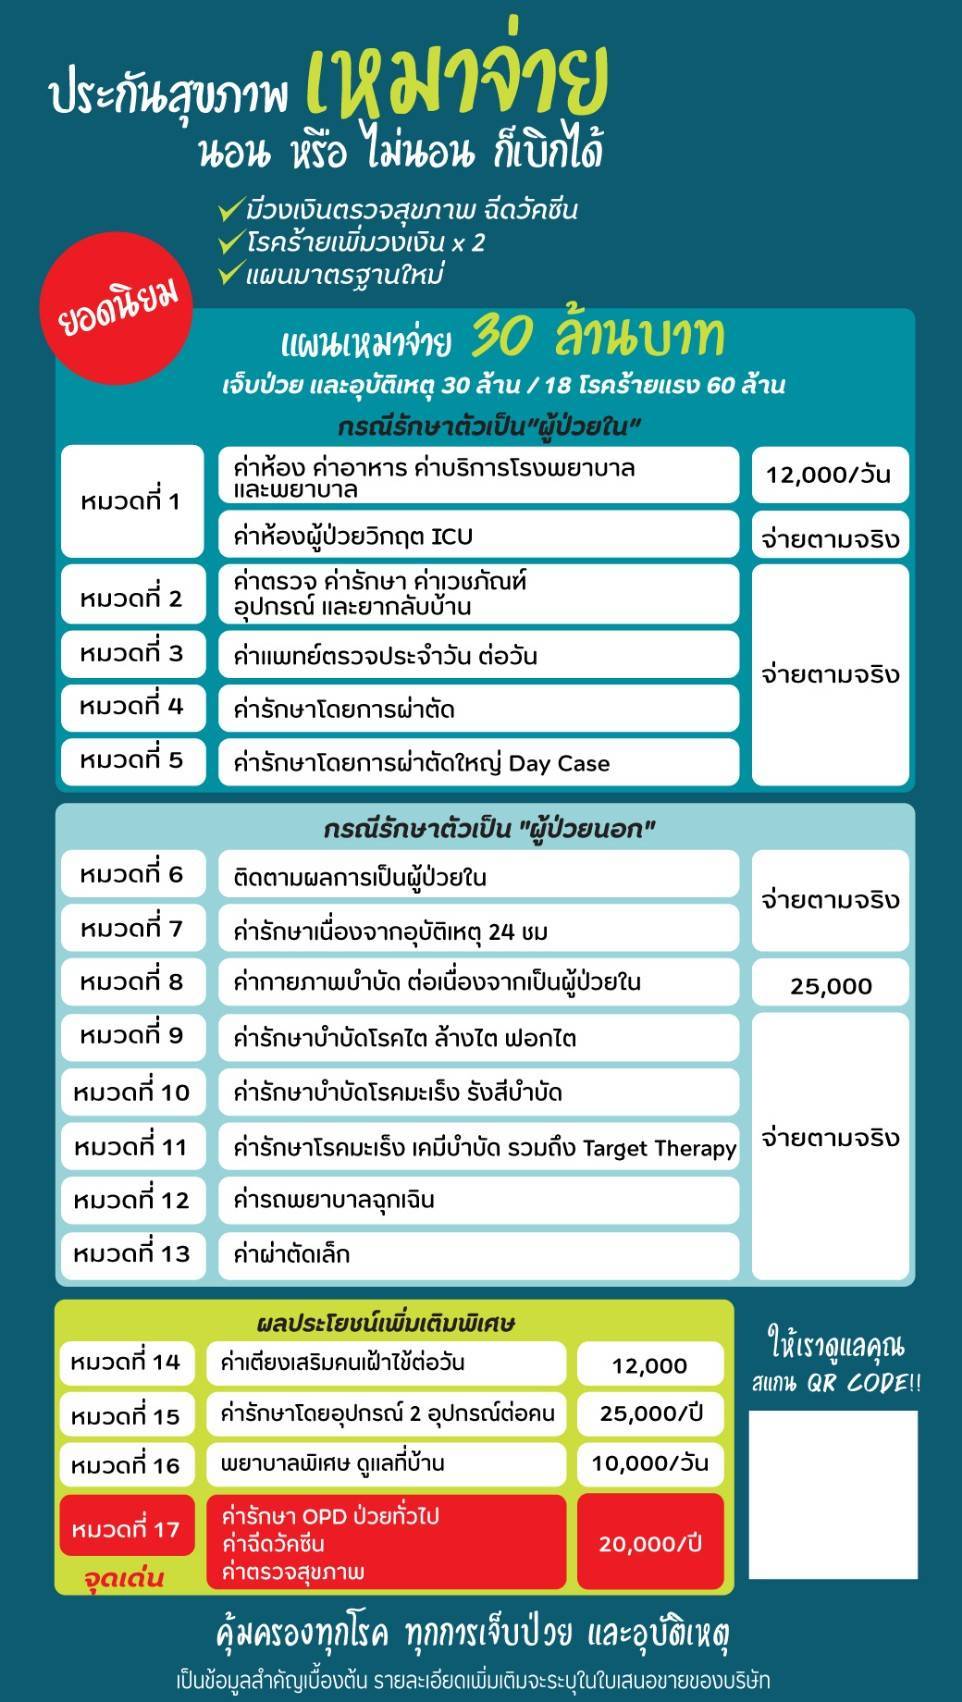 ประกันสุขภาพ เหมาจ่าย
นอน หรือ ไม่นอน ก็เบิกได้
มีวงเงินตรวจสุขภาพ ฉีดวัคซีน
โรคร้ายเพิ่มวงเงิน x 2
แผนมาตรฐานใหม่
ยอดนิยม
แผนเหมาจ่าย 30 ล้านบาท
เจ็บป่วย และอุบัติเหตุ 30 ล้าน / 18 โรคร้ายแรง 60 ล้าน
กรณีรักษาตัวเป็น"ผู้ป่วยใน"
หมวดที่ 1
ค่าห้อง ค่าอาหาร ค่าบริการโรงพยาบาล
และพยาบาล
12,000/วัน
ค่าห้องผู้ป่วยวิกฤต ICU
จ่ายตามจริง
หมวดที่ 2
ค่าตรวจ ค่ารักษา ค่าเวชภัณฑ์
อุปกรณ์ และยากลับบ้าน
หมวดที่ 3
ค่าแพทย์ตรวจประจำวัน ต่อวัน
จ่ายตามจริง
หมวดที่ 4
ค่ารักษาโดยการผ่าตัด
หมวดที่ 5
ค่ารักษาโดยการผ่าตัดใหญ่ Day Case
กรณีรักษาตัวเป็น "ผู้ป่วยนอก"
หมวดที่ 6
ติดตามผลการเป็นผู้ป่วยใน
จ่ายตามจริง
หมวดที่ 7
ค่ารักษาเนื่องจากอุบัติเหตุ 24 ชม
หมวดที่ 8
ค่ากายภาพบำบัด ต่อเนื่องจากเป็นผู้ป่วยใน
25,000
หมวดที่ 9
ค่ารักษาบำบัดโรคไต ล้างไต ฟอกไต
หมวดที่ 10
ค่ารักษาบำบัดโรคมะเร็ง รังสีบำบัด
หมวดที่ 11
ค่ารักษาโรคมะเร็ง เคมีบำบัด รวมถึง Target Therapy
จ่ายตามจริง
หมวดที่ 12
ค่ารถพยาบาลฉุกเฉิน
หมวดที่ 13
ค่าผ่าตัดเล็ก
ผลประโยชน์เพิ่มเติมพิเศษ
หมวดที่ 14
ค่าเตียงเสริมคนเฝ้าไข้ต่อวัน
12,000
หมวดที่ 15
ค่ารักษาโดยอุปกรณ์ 2 อุปกรณ์ต่อคน
25,000/ปี
หมวดที่ 16
พยาบาลพิเศษ ดูแลที่บ้าน
10,000/วัน
หมวดที่ 17
จุดเด่น
ค่ารักษา OPD ป่วยทั่วไป
ค่าฉีดวัคซีน
ค่าตรวจสุขภาพ
20,000/ปี
ให้เราดูแลคุณ
สแกน QR CODE!!
คุ้มครองทุกโรค ทุกการเจ็บป่วย และอุบัติเหตุ
เป็นข้อมูลสำคัญเบื้องต้น รายละเอียดเพิ่มเติมจะระบุในใบเสนอขายของบริษัท